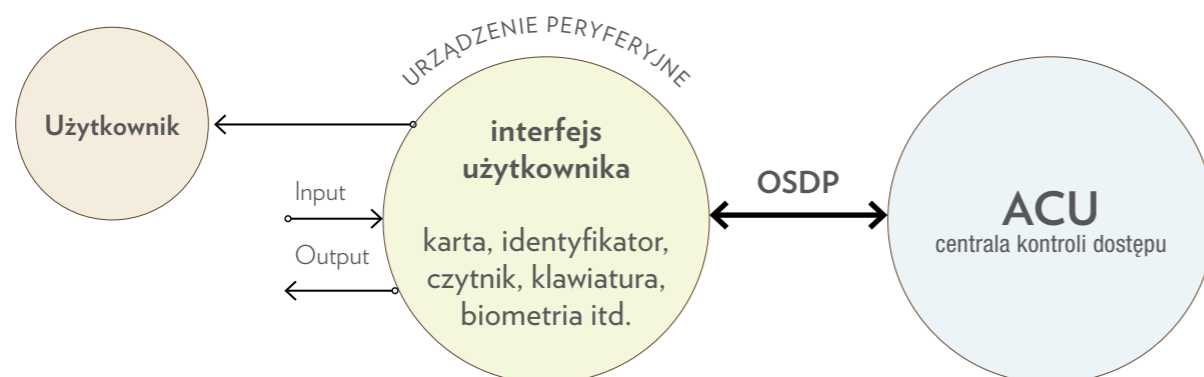 URZĄDZENIE PERYFERYJNE
Użytkownik
interfejs
użytkownika
Input
Output
karta, identyfikator,
czytnik, klawiatura,
biometria itd.
OSDP
ACU
centrala kontroli dostępu